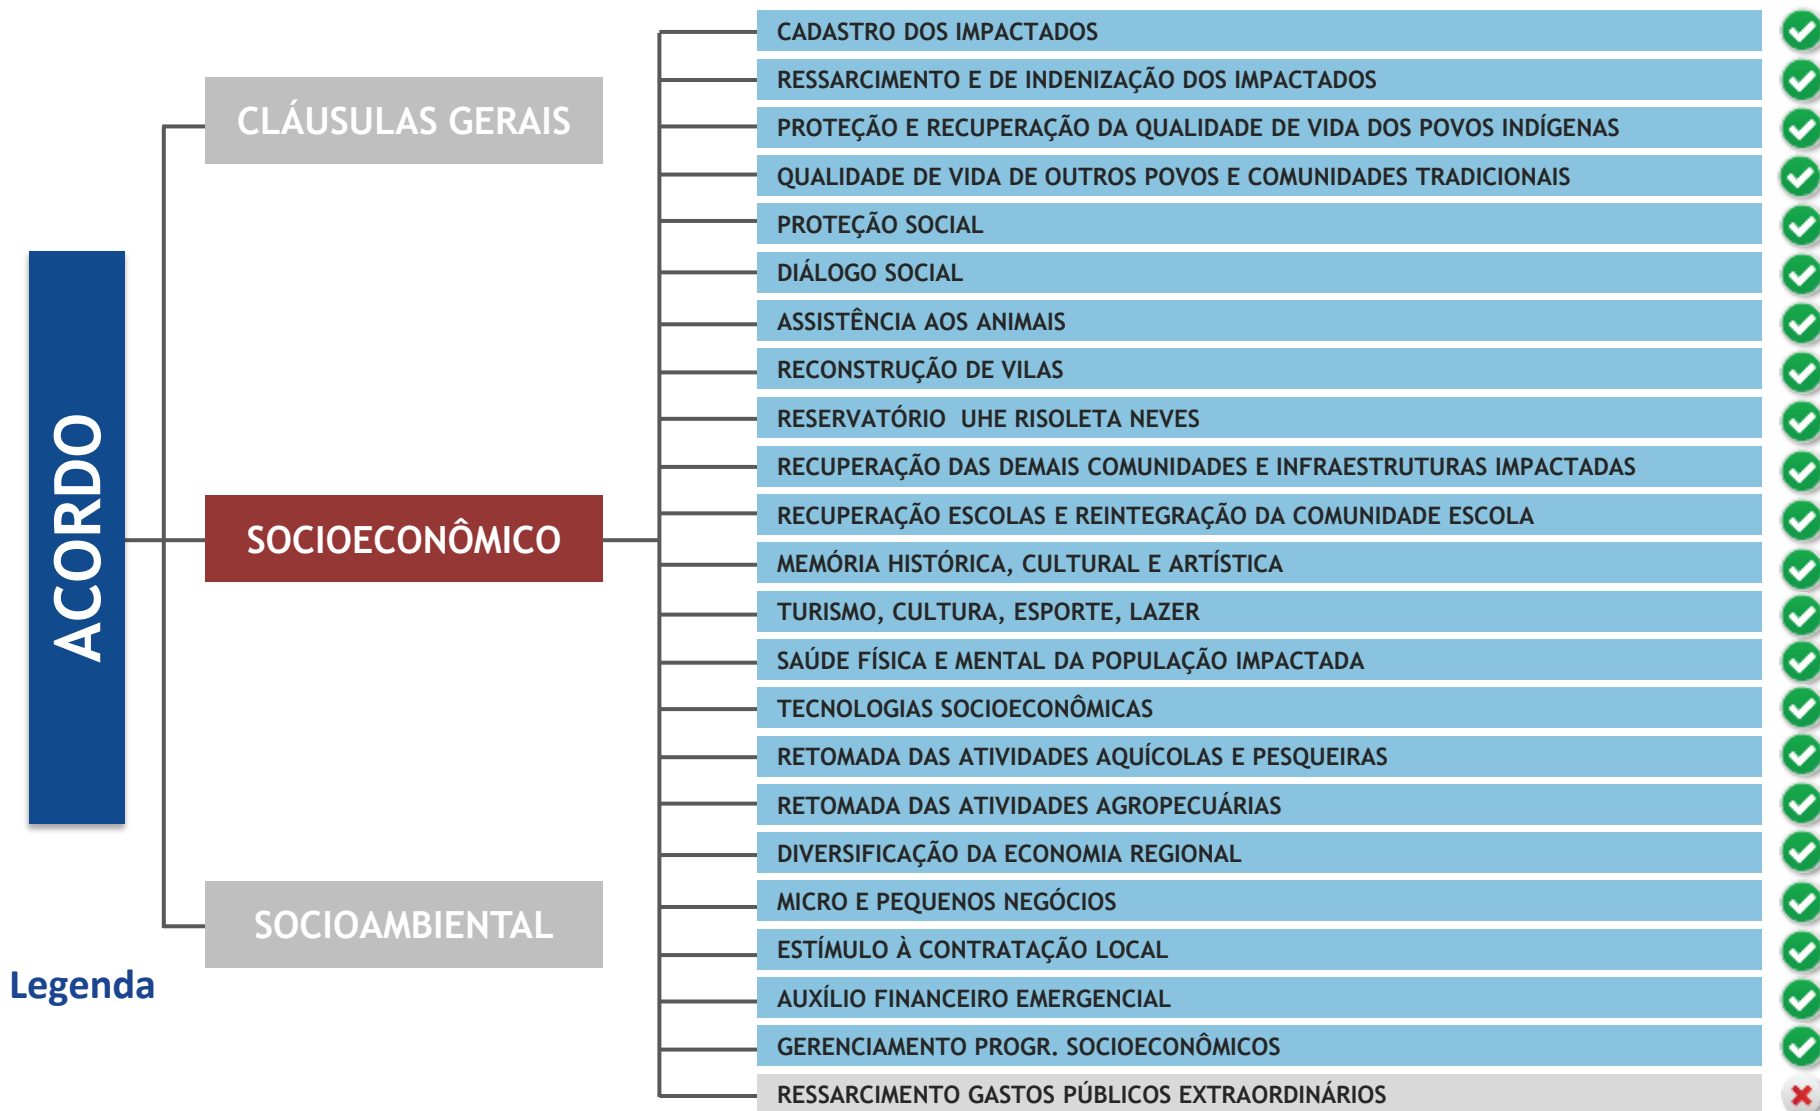 ACORDO
CLÁUSULAS GERAIS
SOCIOECONÔMICO
SOCIOAMBIENTAL
Legenda
CADASTRO DOS IMPACTADOS
RESSARCIMENTO E DE INDENIZAÇÃO DOS IMPACTADOS
PROTEÇÃO E RECUPERAÇÃO DA QUALIDADE DE VIDA DOS POVOS INDÍGENAS
QUALIDADE DE VIDA DE OUTROS POVOS E COMUNIDADES TRADICIONAIS
PROTEÇÃO SOCIAL
DIÁLOGO SOCIAL
ASSISTÊNCIA AOS ANIMAIS
RECONSTRUÇÃO DE VILAS
RESERVATÓRIO UHE RISOLETA NEVES
RECUPERAÇÃO DAS DEMAIS COMUNIDADES E INFRAESTRUTURAS IMPACTADAS
RECUPERAÇÃO ESCOLAS E REINTEGRAÇÃO DA COMUNIDADE ESCOLA
MEMÓRIA HISTÓRICA, CULTURAL E ARTÍSTICA
TURISMO, CULTURA, ESPORTE, LAZER
SAÚDE FÍSICA E MENTAL DA POPULAÇÃO IMPACTADA
TECNOLOGIAS SOCIOECONÔMICAS
RETOMADA DAS ATIVIDADES AQUÍCOLAS E PESQUEIRAS
RETOMADA DAS ATIVIDADES AGROPECUÁRIAS
DIVERSIFICAÇÃO DA ECONOMIA REGIONAL
MICRO E PEQUENOS NEGÓCIOS
ESTÍMULO À CONTRATAÇÃO LOCAL
AUXÍLIO FINANCEIRO EMERGENCIAL
GERENCIAMENTO PROGR. SOCIOECONÔMICOS
RESSARCIMENTO GASTOS PÚBLICOS EXTRAORDINÁRIOS